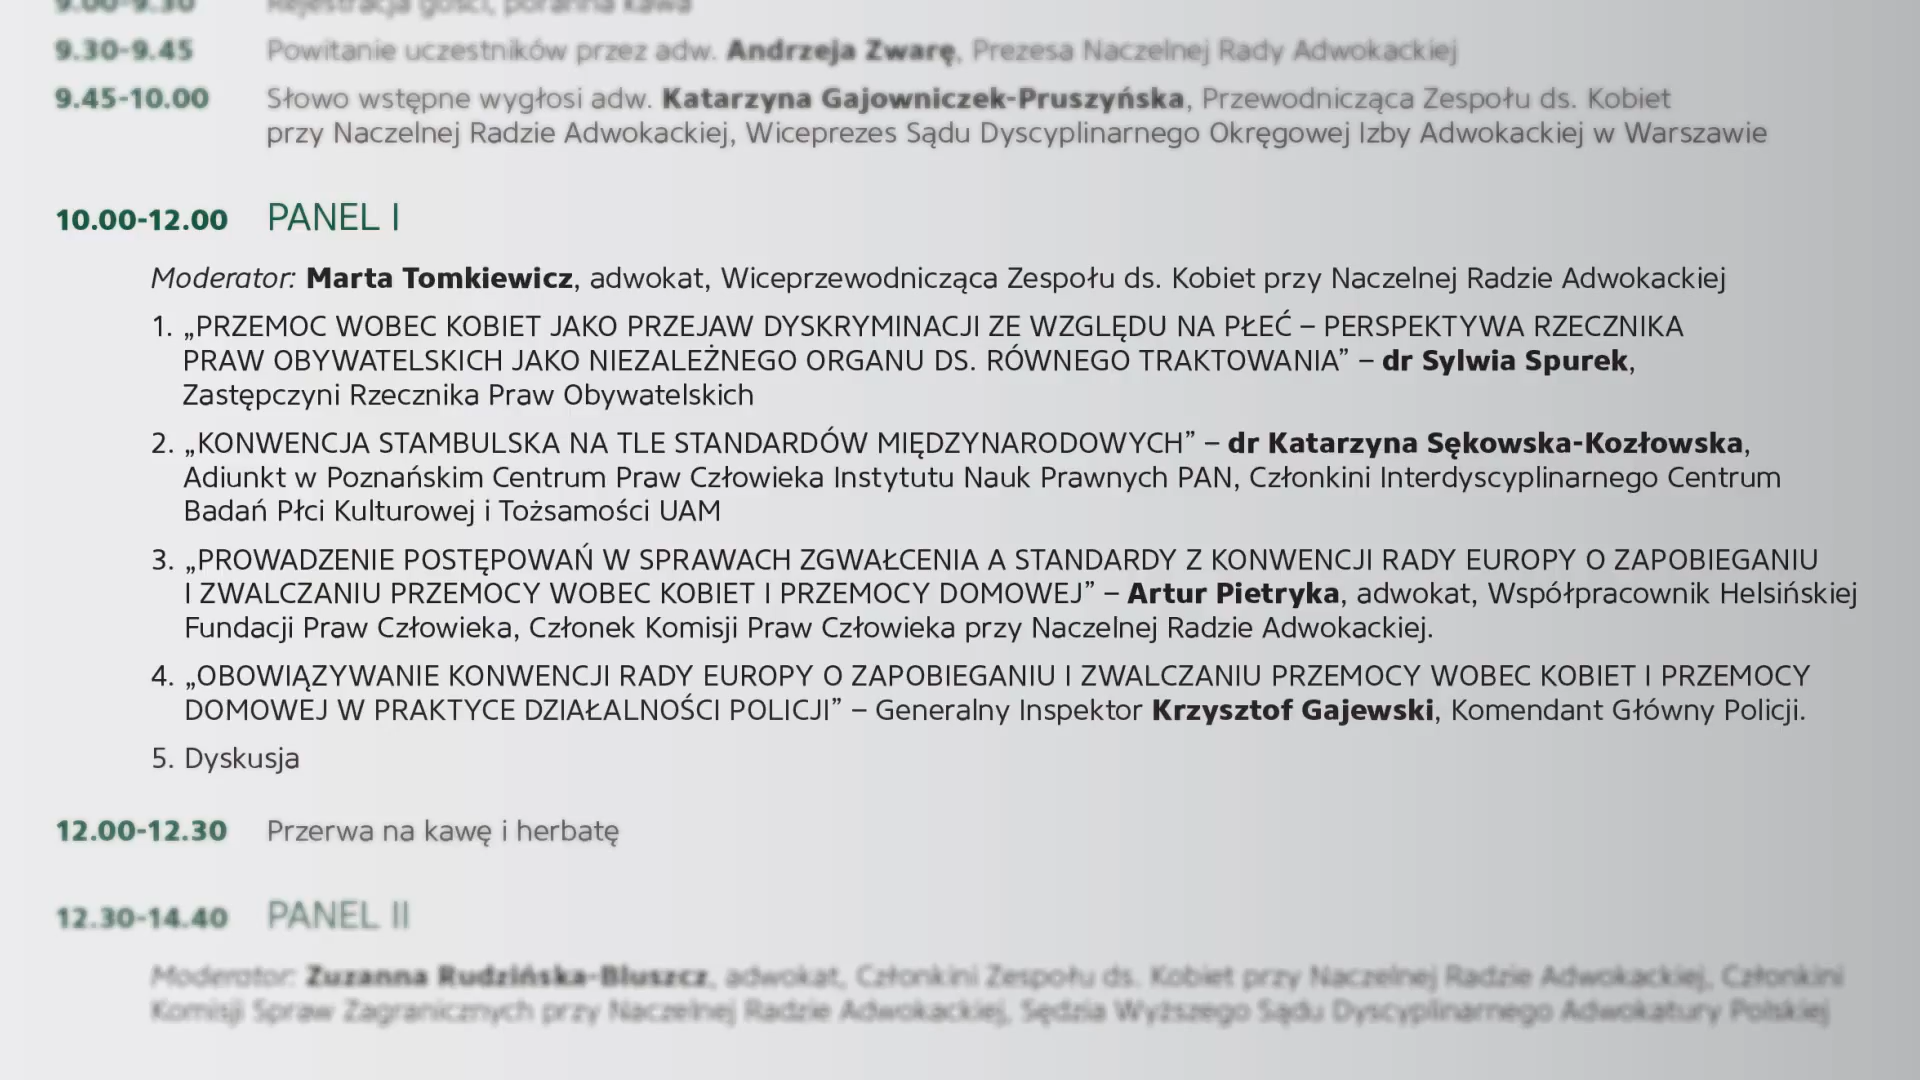 9.00-9.30 Rejestracja gości, poranna kawa
9.30-9.45 Powitanie uczestników przez adw. Andrzeja Zwarę, Prezesa Naczelnej Rady Adwokackiej
9.45-10.00 Słowo wstępne wygłosi adw. Katarzyna Gajowniczek-Pruszyńska, Przewodnicząca Zespołu ds. Kobiet
przy Naczelnej Radzie Adwokackiej, Wiceprezes Sądu Dyscyplinarnego Okręgowej Izby Adwokackiej w Warszawie
10.00-12.00 PANEL I
Moderator: Marta Tomkiewicz, adwokat, Wiceprzewodnicząca Zespołu ds. Kobiet przy Naczelnej Radzie Adwokackiej
1. „PRZEMOC WOBEC KOBIET JAKO PRZEJAW DYSKRYMINACJI ZE WZGLĘDU NA PŁEĆ – PERSPEKTYWA RZECZNIKA
PRAW OBYWATELSKICH JAKO NIEZALEŻNEGO ORGANU DS. RÓWNEGO TRAKTOWANIA” – dr Sylwia Spurek,
Zastępczyni Rzecznika Praw Obywatelskich
2. „KONWENCJA STAMBULSKA NA TLE STANDARDÓW MIĘDZYNARODOWYCH” – dr Katarzyna Sękowska-Kozłowska,
Adiunkt w Poznańskim Centrum Praw Człowieka Instytutu Nauk Prawnych PAN, Członkini Interdyscyplinarnego Centrum
Badań Płci Kulturowej i Tożsamości UAM
3. „PROWADZENIE POSTĘPOWAŃ W SPRAWACH ZGWAŁCENIA A STANDARDY Z KONWENCJI RADY EUROPY O ZAPOBIEGANIU
I ZWALCZANIU PRZEMOCY WOBEC KOBIET I PRZEMOCY DOMOWEJ” – Artur Pietryka, adwokat, Współpracownik Helsińskiej
Fundacji Praw Człowieka, Członek Komisji Praw Człowieka przy Naczelnej Radzie Adwokackiej.
4. „OBOWIĄZYWANIE KONWENCJI RADY EUROPY O ZAPOBIEGANIU I ZWALCZANIU PRZEMOCY WOBEC KOBIET I PRZEMOCY
DOMOWEJ W PRAKTYCE DZIAŁALNOŚCI POLICJI” – Generalny Inspektor Krzysztof Gajewski, Komendant Główny Policji.
5. Dyskusja
12.00-12.30 Przerwa na kawę i herbatę
12.30-14.40 PANEL II
Moderator: Zuzanna Rudzińska-Bluszcz, adwokat, Członkini Zespołu ds. Kobiet przy Naczelnej Radzie Adwokackiej, Członkini
Komisji Spraw Zagranicznych przy Naczelnej Radzie Adwokackiej, Sędzia Wyższego Sądu Dyscyplinarnego Adwokatury Polskiej